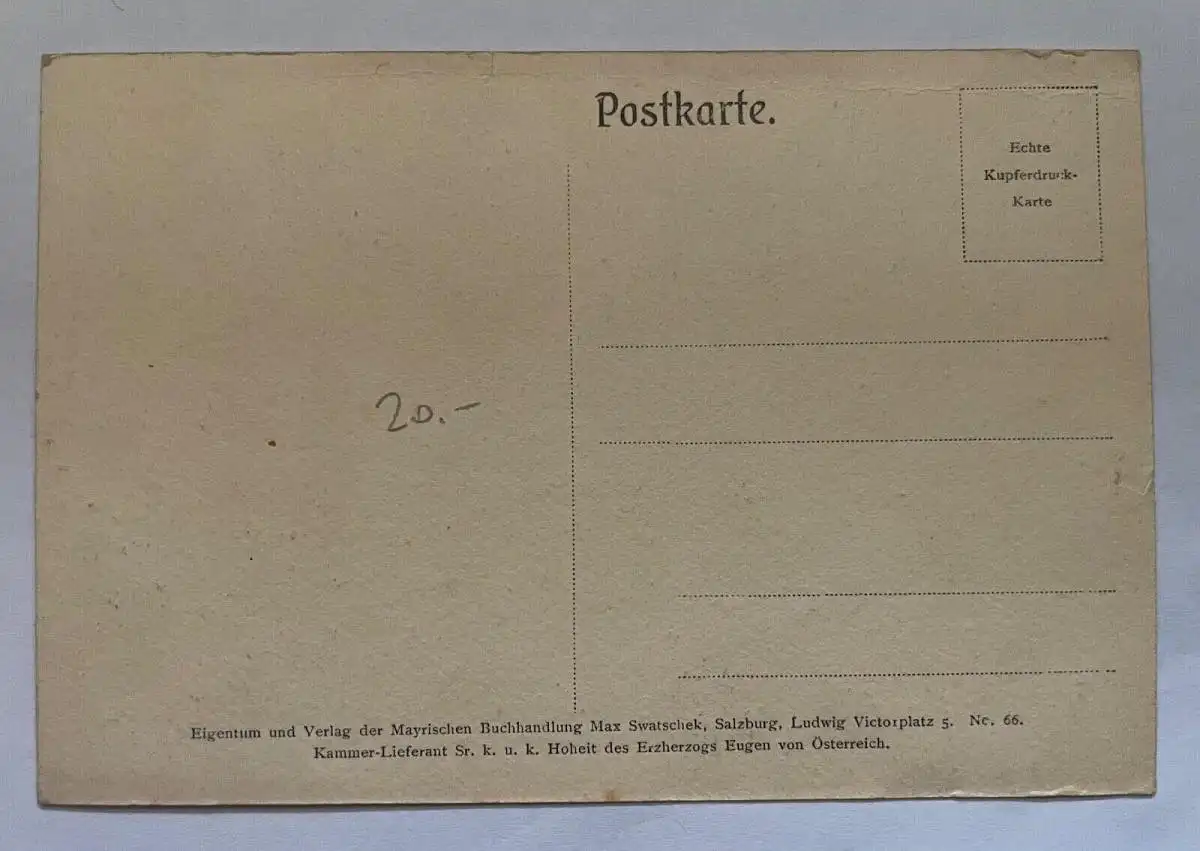 Postkarte.
Echte
Kupferdruck-
Karte
20.-
Eigentum und Verlag der Mayrischen Buchhandlung Max Swatschek, Salzburg, Ludwig Victorplatz 5. Nc. 66.
Kammer-Lieferant Sr. k. u. k. Hoheit des Erzherzogs Eugen von Österreich.